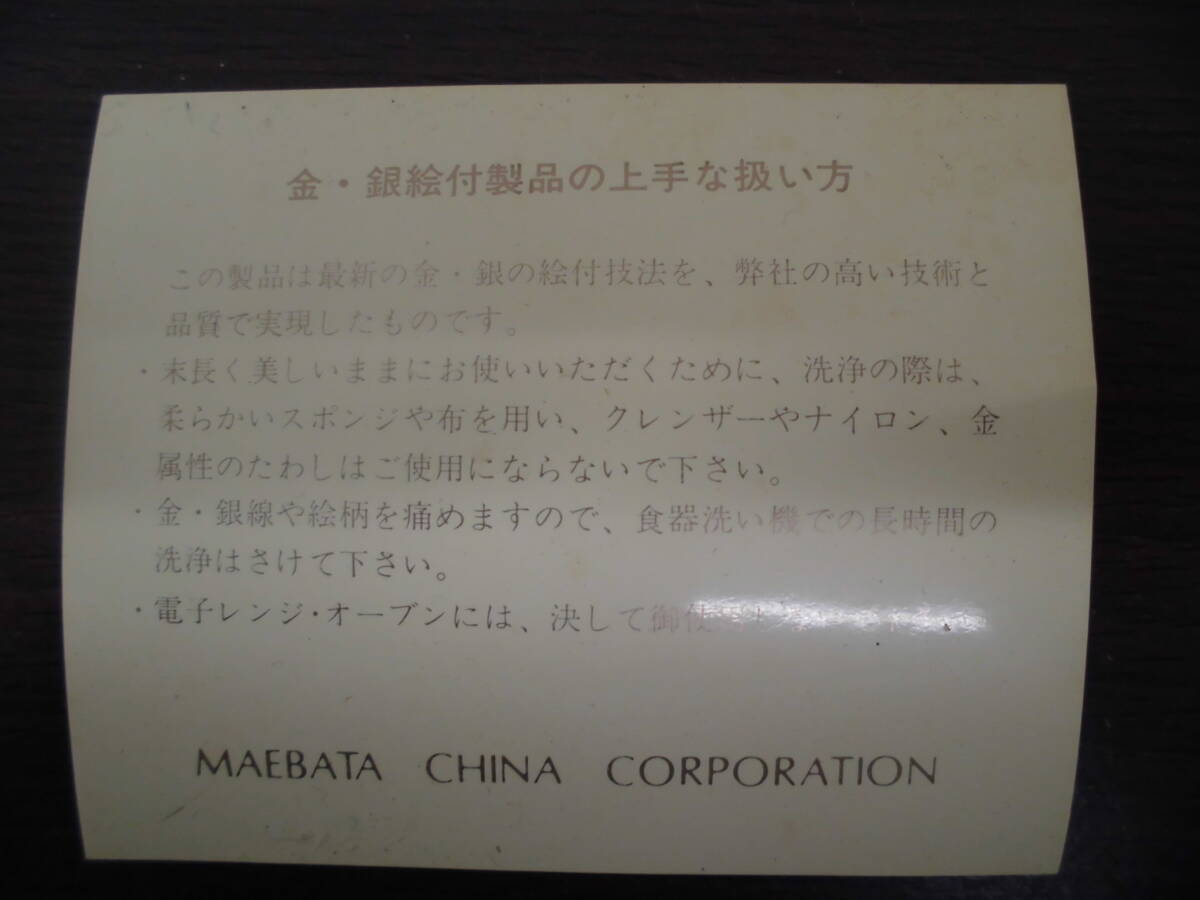 金・銀絵付製品の上手な扱い方
この製品は最新の金・銀の絵付技法を、弊社の高い技術と
品質で実現したものです。
・末長く美しいままにお使いいただくために、洗浄の際は、
柔らかいスポンジや布を用い、クレンザーやナイロン、金
属性のたわしはご使用にならないで下さい。
・金・銀線や絵柄を痛めますので、食器洗い機での長時間の
洗浄はさけて下さい。
・電子レンジ・オーブンには、決して御使用
MAEBATA CHINA CORPORATION